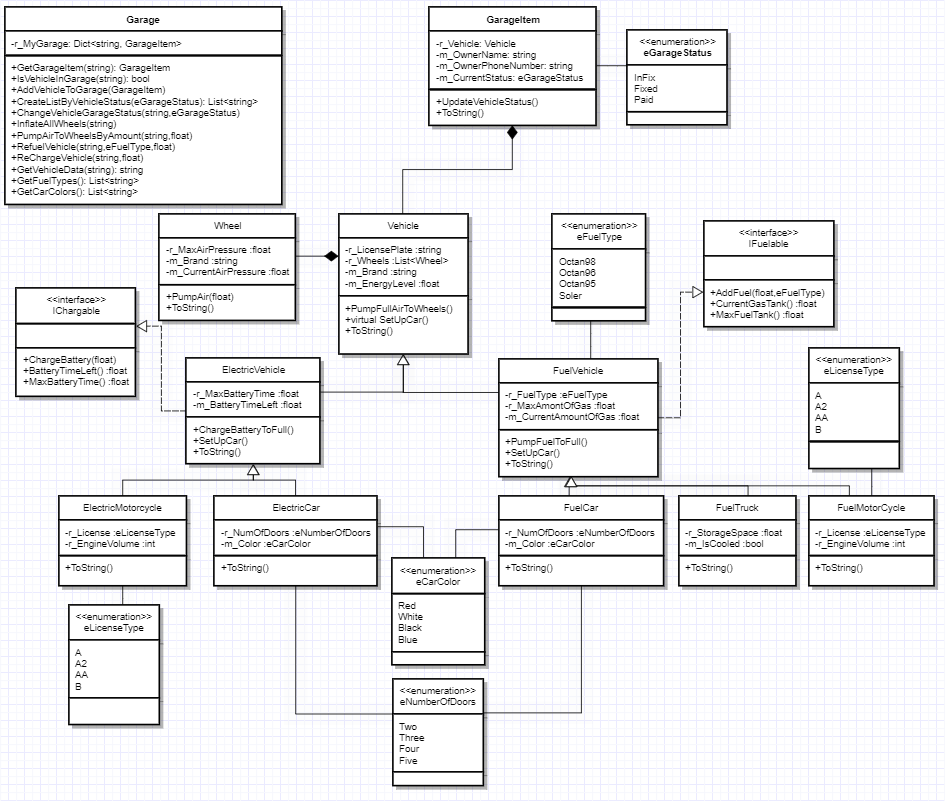 Garage
-r_MyGarage: Dict<string, GarageItem>
+GetGarageItem(string): GarageItem
+IsVehicleInGarage(string): bool
+AddVehicleToGarage(GarageItem)
+CreateListByVehicleStatus(eGarageStatus): List<string>
+ChangeVehicleGarageStatus(string,eGarageStatus)
+InflateAllWheels(string)
+PumpAirToWheelsByAmount(string,float)
+RefuelVehicle(string,eFuelType,float)
+ReChargeVehicle(string,float)
+GetVehicleData(string): string
+GetFuelTypes(): List<string>
+GetCarColors(): List<string>
GarageItem
-r_Vehicle: Vehicle
-m_OwnerName: string
-m_OwnerPhoneNumber: string
-m_CurrentStatus: eGarageStatus
+UpdateVehicleStatus()
+ToString()
<<enumeration>>
eGarageStatus
InFix
Fixed
Paid
Wheel
-r_MaxAirPressure :float
-m_Brand :string
-m_CurrentAirPressure :float
+PumpAir(float)
+ToString()
Vehicle
-r_LicensePlate :string
-r_Wheels :List<Wheel>
-m_Brand :string
-m_EnergyLevel :float
+PumpFullAirToWheels()
+virtual SetUpCar()
+ToString()
<<enumeration>>
eFuelType
Octan98
Octan96
Octan95
Soler
<<interface>>
IFuelable
+AddFuel(float,eFuelType)
+CurrentGasTank() :float
+MaxFuelTank() :float
<<interface>>
IChargable
+ChargeBattery(float)
+BatteryTimeLeft() :float
+MaxBatteryTime() :float
ElectricVehicle
-r_MaxBatteryTime :float
-m_BatteryTimeLeft :float
+ChargeBatteryToFull()
+SetUpCar()
+ToString()
FuelVehicle
-r_FuelType :eFuelType
-r_MaxAmontOfGas :float
-m_CurrentAmountOfGas :float
+PumpFuelToFull()
+SetUpCar()
+ToString()
<<enumeration>>
eLicenseType
A
A2
AA
B
ElectricMotorcycle
-r_License :eLicenseType
-r_EngineVolume :int
+ToString()
ElectricCar
-r_NumOfDoors :eNumberOfDoors
-m_Color :eCarColor
+ToString()
FuelCar
-r_NumOfDoors :eNumberOfDoors
-m_Color :eCarColor
+ToString()
FuelTruck
-r_StorageSpace :float
-m_IsCooled :bool
+ToString()
FuelMotorCycle
-r_License :eLicenseType
-r_EngineVolume :int
+ToString()
<<enumeration>>
eCarColor
Red
White
Black
Blue
<<enumeration>>
eLicenseType
A
A2
AA
B
<<enumeration>>
eNumberOfDoors
Two
Three
Four
Five